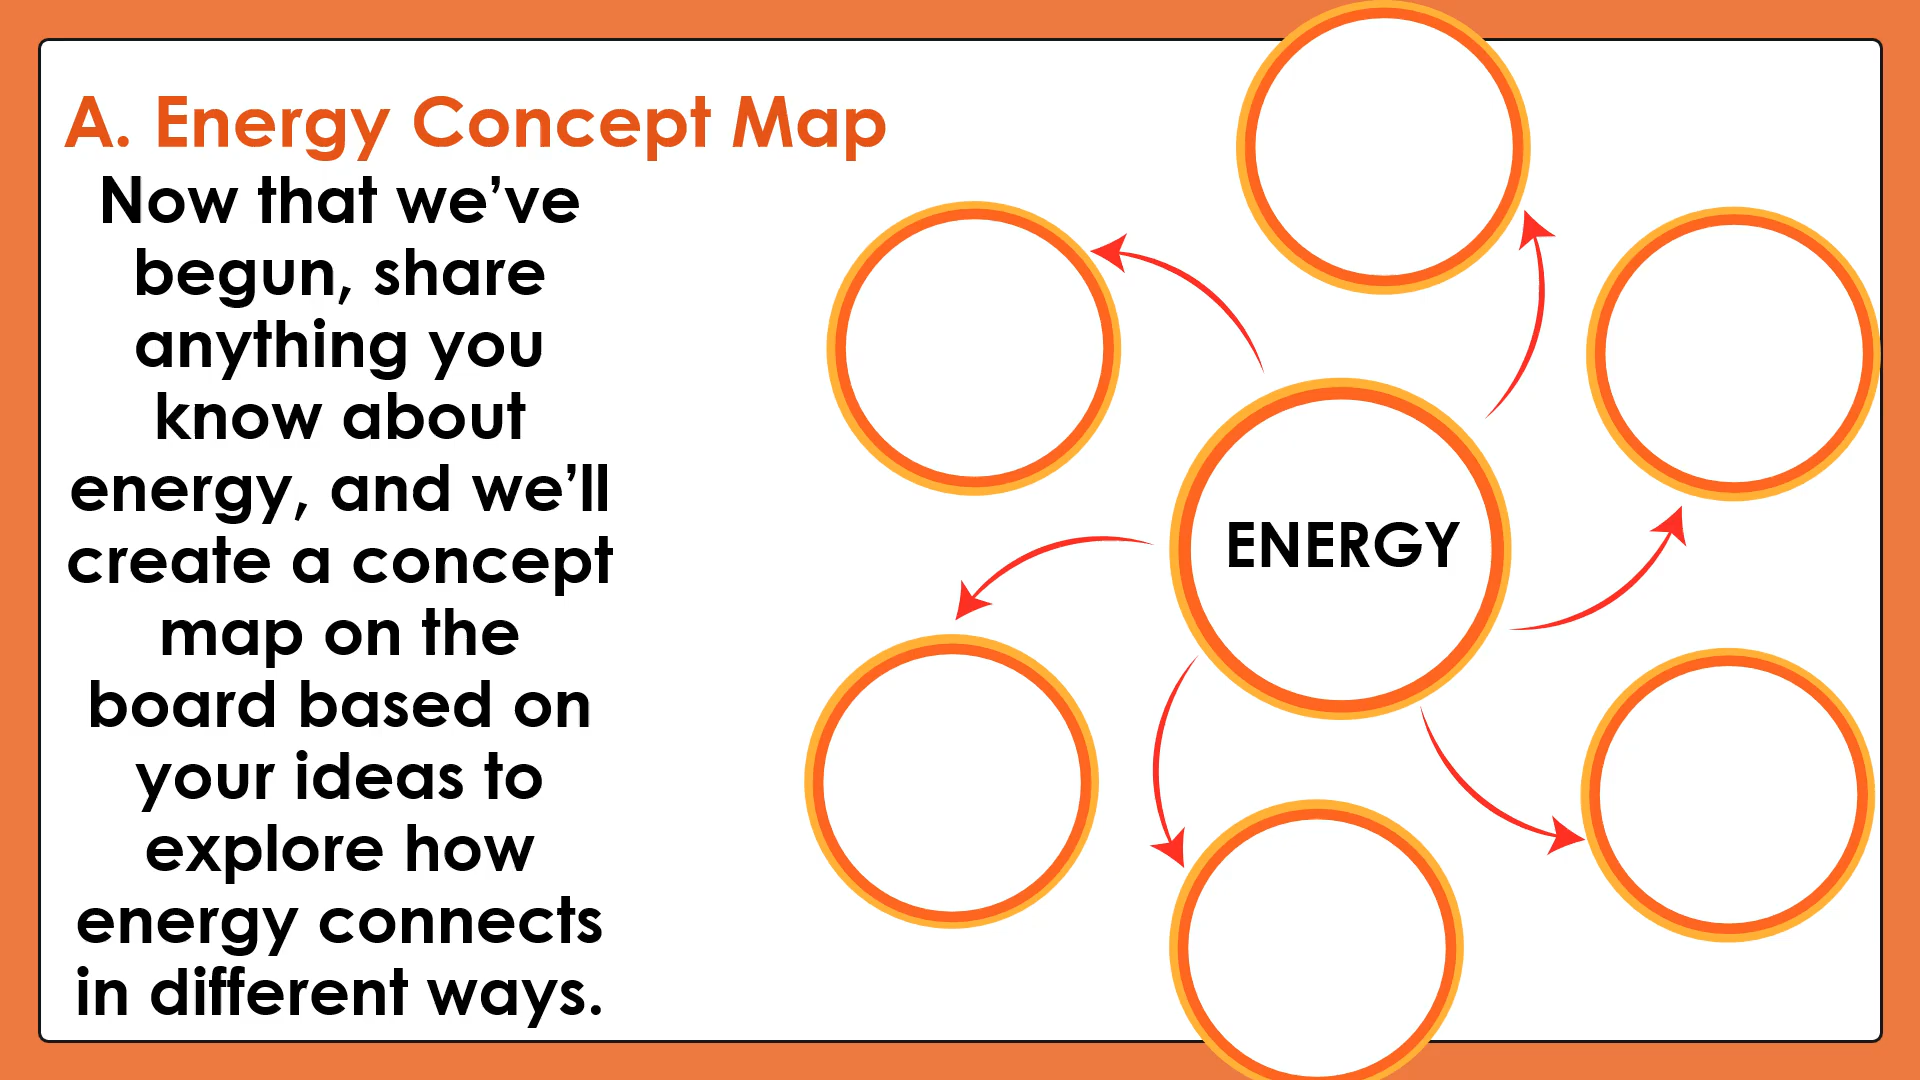 A. Energy Concept Map
Now that we’ve
begun, share
anything you
know about
energy, and we’ll
create a concept
map on the
board based on
your ideas to
explore how
energy connects
in different ways.
ENERGY